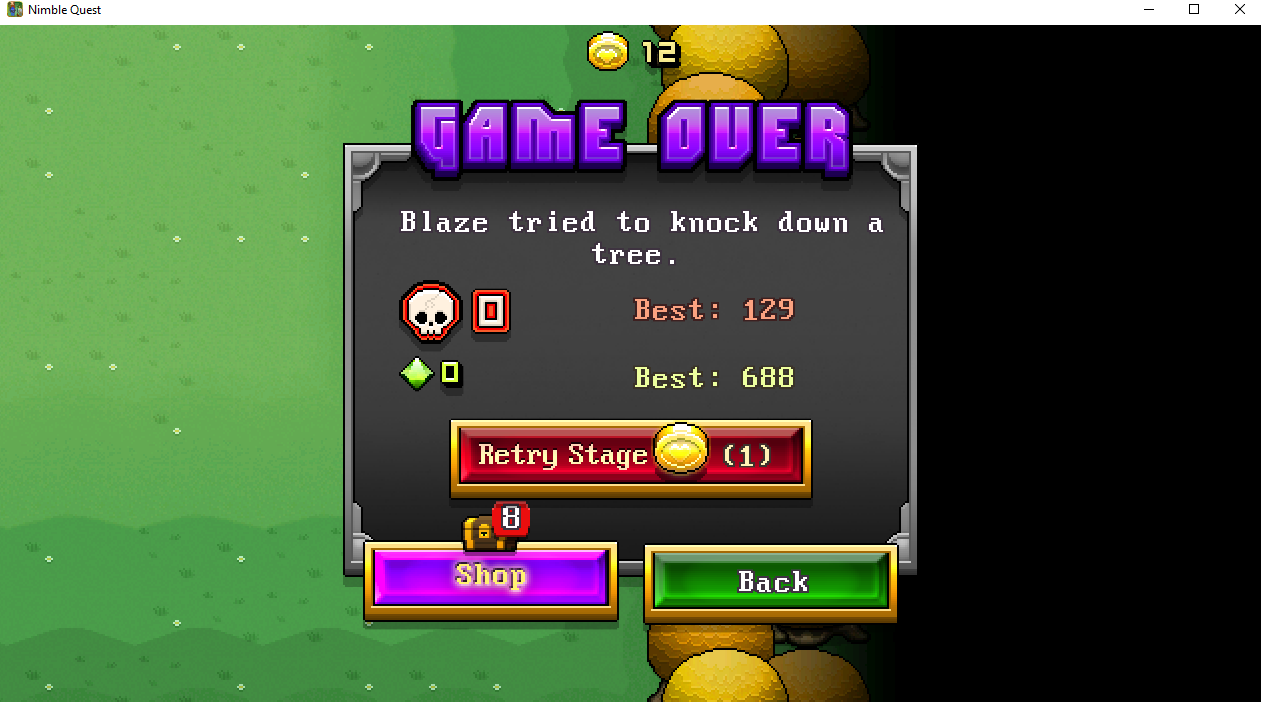 Nimble Quest
12
GAME OVER
Blaze tried to knock down a
tree.
0 Best: 129
0 Best: 688
Retry Stage (1)
8
Shop
Back